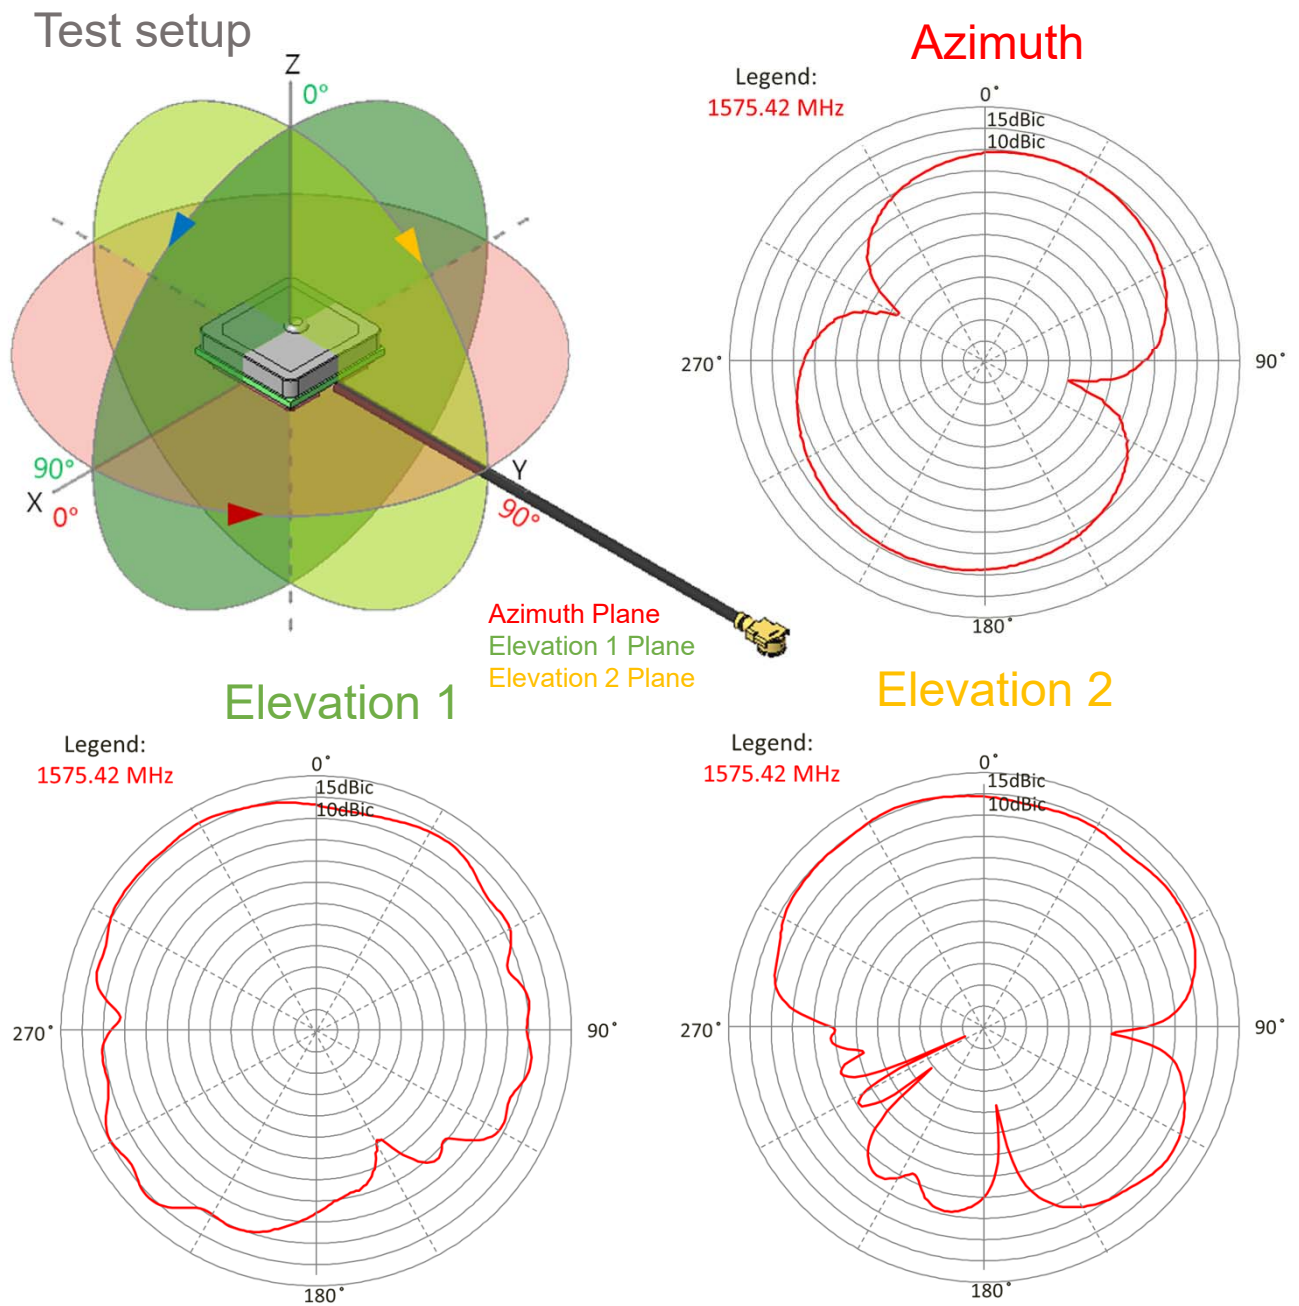 Test setup
Z
0°
90°
X
0°
Y
90°
Azimuth Plane
Elevation 1 Plane
Elevation 2 Plane
Azimuth
Legend:
1575.42 MHz
0°
15dBic
10dBic
270°
90°
180°
Elevation 1
Legend:
1575.42 MHz
0°
15dBic
10dBic
270°
90°
180°
Elevation 2
Legend:
1575.42 MHz
0°
15dBic
10dBic
270°
90°
180°